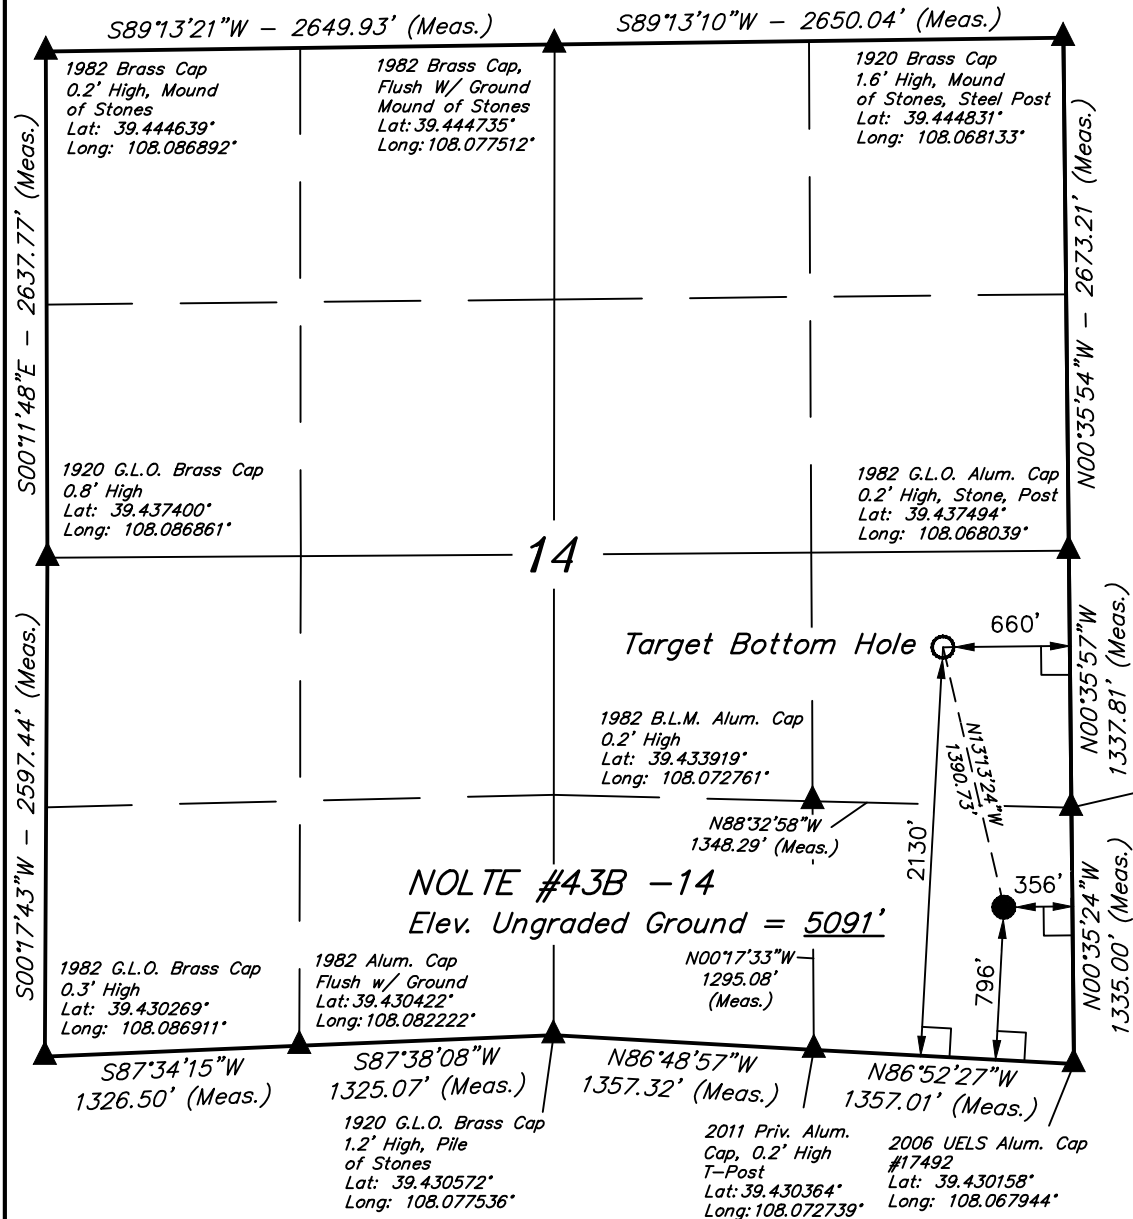 S89°13'21"W – 2649.93' (Meas.)
S89°13'10"W – 2650.04' (Meas.)
1982 Brass Cap
0.2' High, Mound
of Stones
Lat: 39.444639°
Long: 108.086892°
1982 Brass Cap,
Flush W/ Ground
Mound of Stones
Lat: 39.444735°
Long: 108.077512°
1920 Brass Cap
1.6' High, Mound
of Stones, Steel Post
Lat: 39.444831°
Long: 108.068133°
S00°11'48"E – 2637.77' (Meas.)
N00°35'54"W – 2673.21' (Meas.)
1920 G.L.O. Brass Cap
0.8' High
Lat: 39.437400°
Long: 108.086861°
1982 G.L.O. Alum. Cap
0.2' High, Stone, Post
Lat: 39.437494°
Long: 108.068039°
14
Target Bottom Hole
660'
N00°35'57"W
1337.81' (Meas.)
S00°17'43"W – 2597.44' (Meas.)
1982 B.L.M. Alum. Cap
0.2' High
Lat: 39.433919°
Long: 108.072761°
N13°13'24"W
1390.73'
N88°32'58"W
1348.29' (Meas.)
2130'
NOLTE #43B –14
Elev. Ungraded Ground = 5091'
356'
N00°35'24"W
1335.00' (Meas.)
796'
N00°17'33"W
1295.08'
(Meas.)
1982 G.L.O. Brass Cap
0.3' High
Lat: 39.430269°
Long: 108.086911°
1982 Alum. Cap
Flush w/ Ground
Lat: 39.430422°
Long: 108.082222°
S87°34'15"W
1326.50' (Meas.)
S87°38'08"W
1325.07' (Meas.)
N86°48'57"W
1357.32' (Meas.)
N86°52'27"W
1357.01' (Meas.)
1920 G.L.O. Brass Cap
1.2' High, Pile
of Stones
Lat: 39.430572°
Long: 108.077536°
2011 Priv. Alum.
Cap, 0.2' High
T–Post
Lat: 39.430364°
Long: 108.072739°
2006 UELS Alum. Cap
#17492
Lat: 39.430158°
Long: 108.067944°